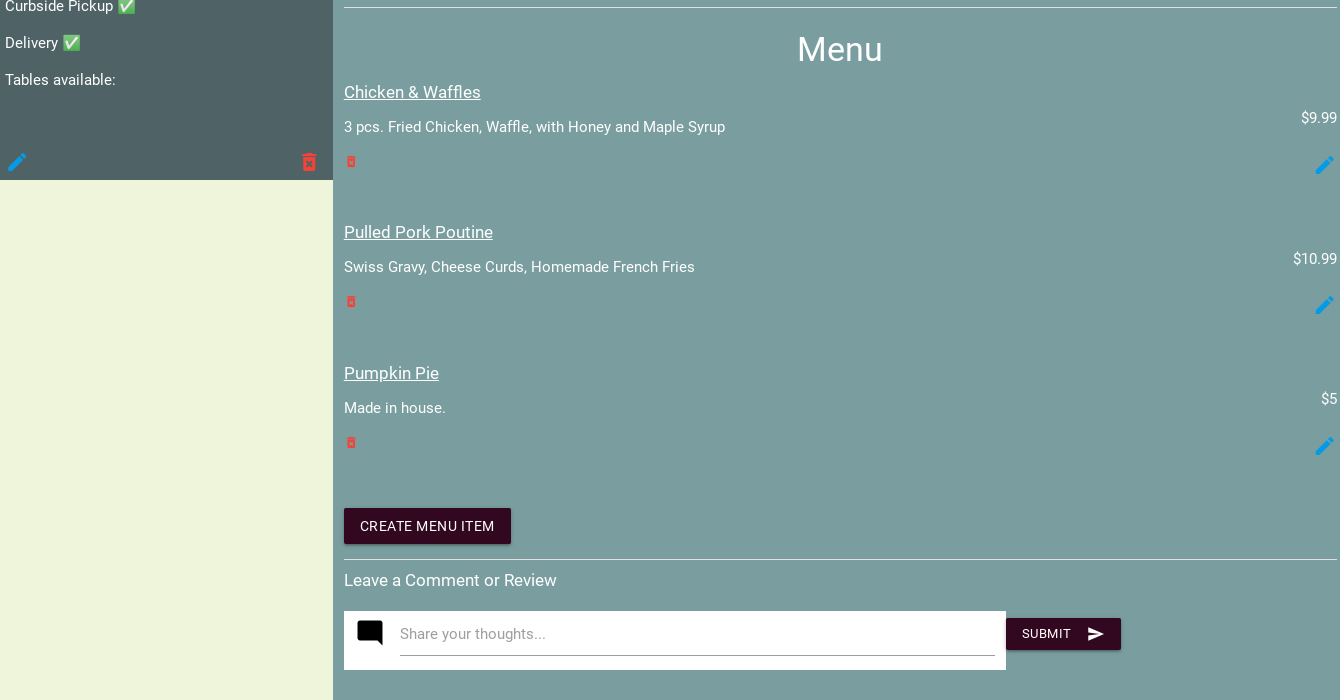 Curbside Pickup ✅
Delivery ✅
Tables available:
Menu
Chicken & Waffles
3 pcs. Fried Chicken, Waffle, with Honey and Maple Syrup
$9.99
Pulled Pork Poutine
Swiss Gravy, Cheese Curds, Homemade French Fries
$10.99
Pumpkin Pie
Made in house.
$5
CREATE MENU ITEM
Leave a Comment or Review
Share your thoughts...
SUBMIT